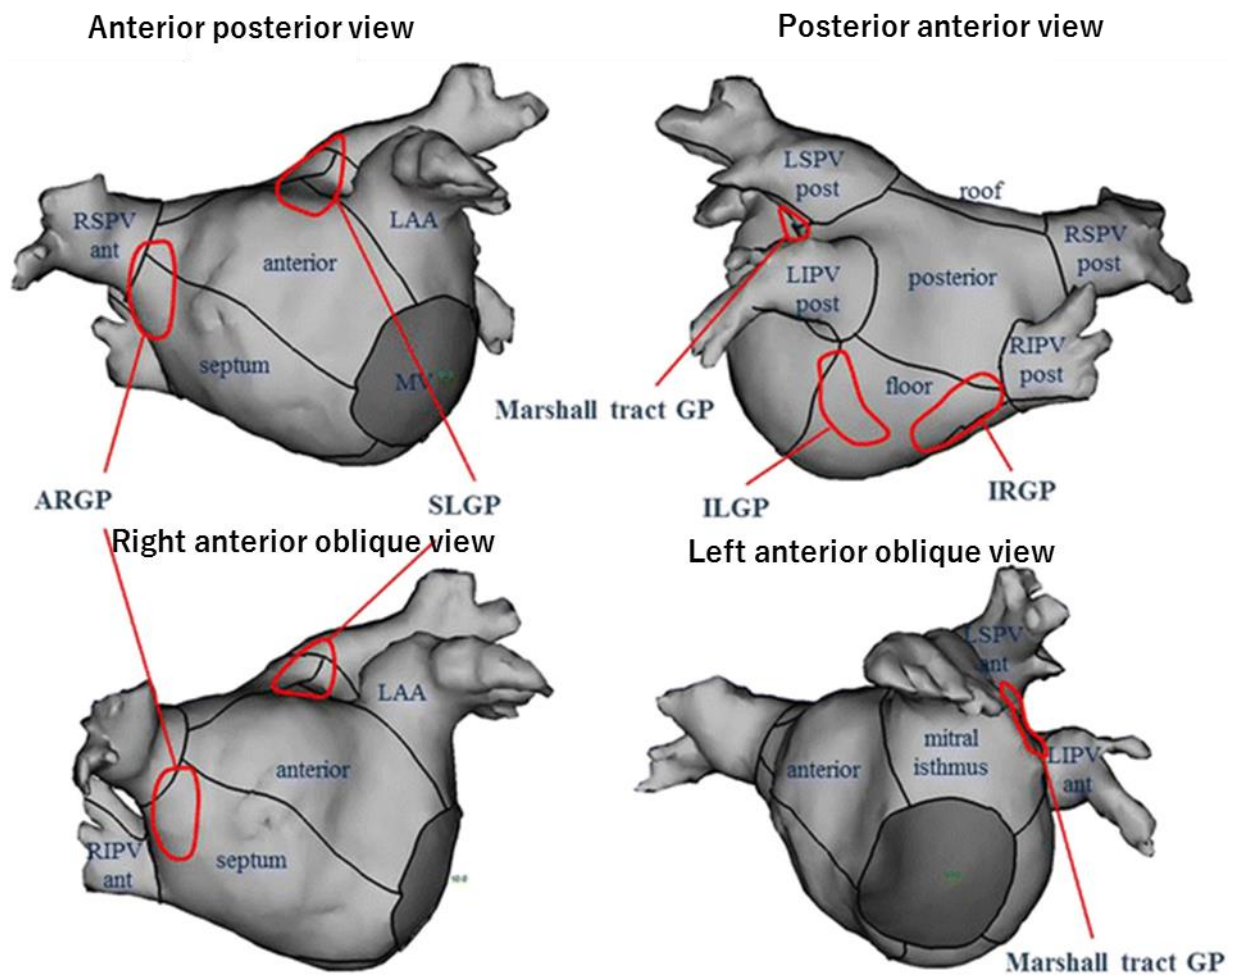 Anterior posterior view
RSPV
ant
anterior
LAA
septum
MV
ARGP
SLGP
Posterior anterior view
LSPV
post
roof
RSPV
post
LIPV
post
posterior
RIPV
post
floor
Marshall tract GP
ILGP
IRGP
Right anterior oblique view
LAA
anterior
septum
RIPV
ant
Left anterior oblique view
LSPV
ant
mitral
isthmus
anterior
LIPV
ant
Marshall tract GP